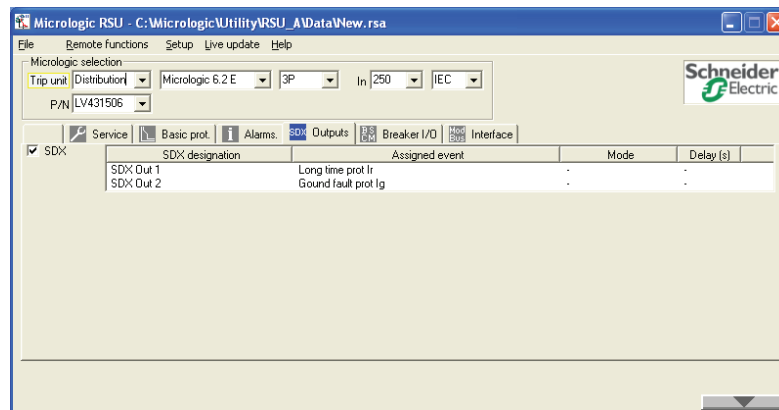 Micrologic RSU - C:\Micrologic\Utility\RSU_A\Data\New.rsa
File Remote functions Setup Live update Help
Micrologic selection
Trip unit Distribution Micrologic 6.2 E 3P In 250 IEC
P/N LV431506
Schneider
Electric
Service Basic prot. Alarms. SDX Outputs BSCM Breaker I/O Mod Bus Interface
SDX
SDX designation Assigned event Mode Delay (s)
SDX Out 1 Long time prot Ir - -
SDX Out 2 Gound fault prot Ig - -